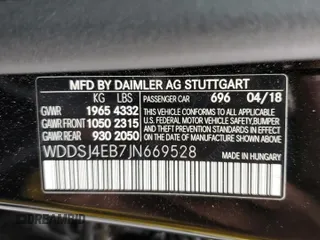 MFD BY DAIMLER AG STUTTGART
KG LBS PASSENGER CAR 696 04/18
GVWR 1965 4332
GAWR FRONT 1050 2315
GAWR REAR 930 2050
THIS VEHICLE CONFORMS TO ALL APPLICABLE
U.S. FEDERAL MOTOR VEHICLE SAFETY, BUMPER,
AND THEFT PREVENTION STANDARDS IN EFFECT
ON THE DATE OF MANUFACTURE SHOWN ABOVE.
WDDSJ4EB7JN669528
MADE IN HUNGARY